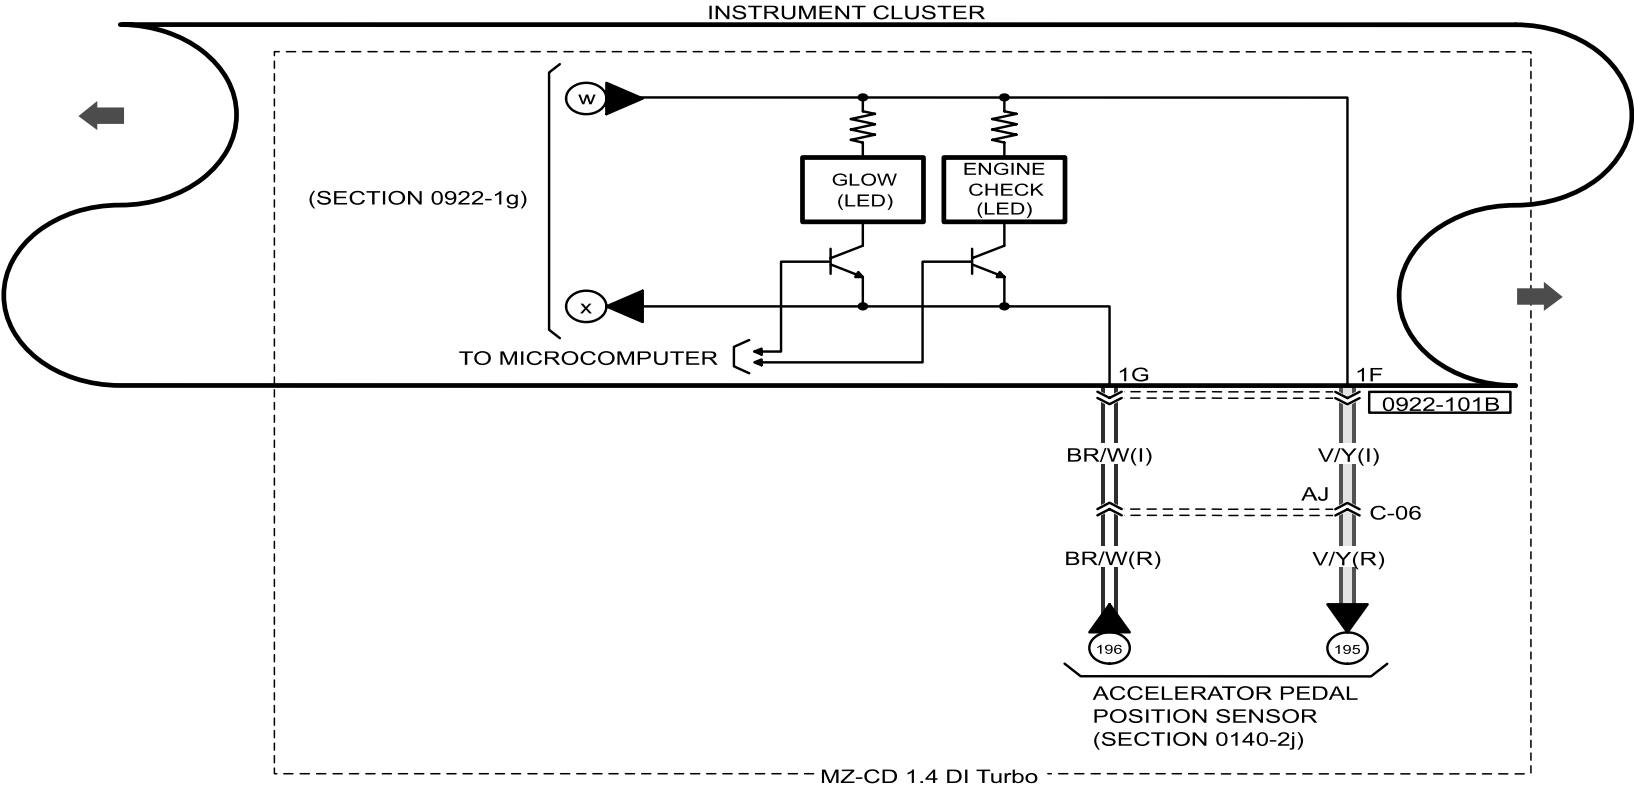 INSTRUMENT CLUSTER
W
GLOW
(LED)
ENGINE
CHECK
(LED)
(SECTION 0922-1g)
X
TO MICROCOMPUTER
1G
1F
0922-101B
BR/W(I)
V/Y(I)
AJ
C-06
BR/W(R)
V/Y(R)
196
195
ACCELERATOR PEDAL
POSITION SENSOR
(SECTION 0140-2j)
MZ-CD 1.4 DI Turbo